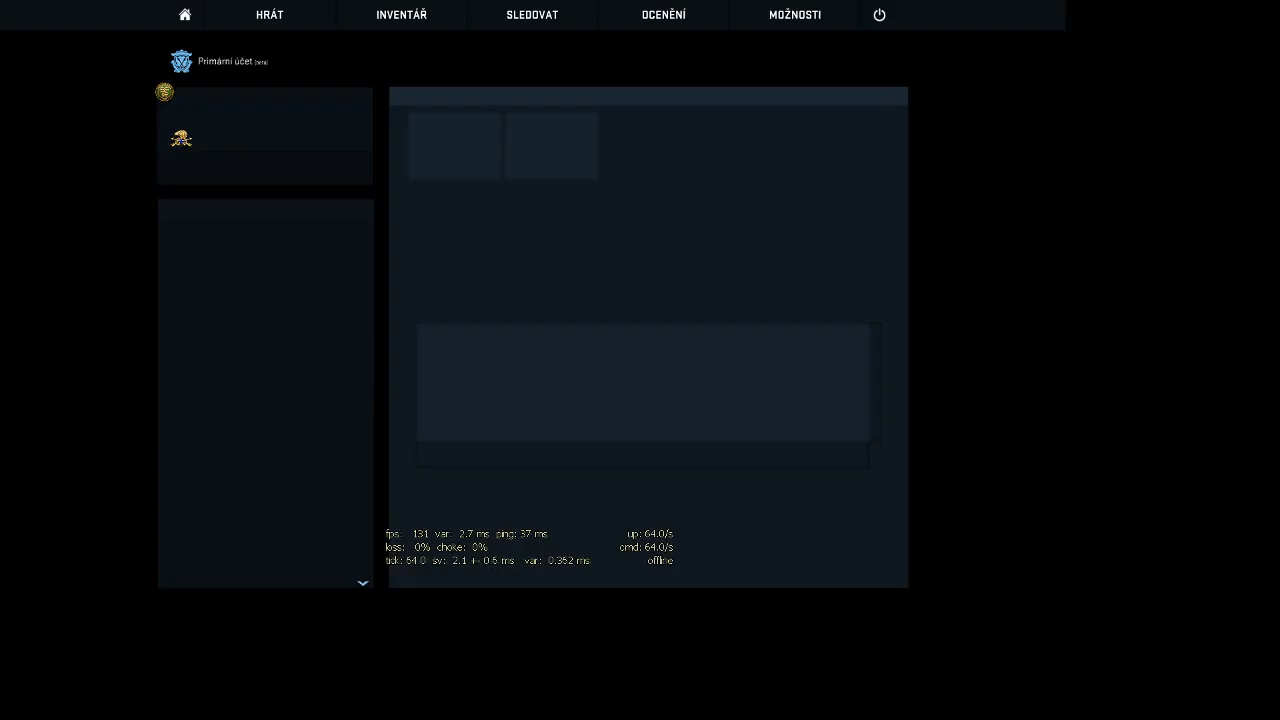 HRÁT INVENTÁŘ SLEDOVAT OCENĚNÍ MOŽNOSTI
Primární účet [beta]
fps: 131 var: 2.7 ms ping: 37 ms up: 64.0/s
loss: 0% choke: 0% cmd: 64.0/s
tick: 64.0 sv: 2.1 +- 0.5 ms var: 0.352 ms offline